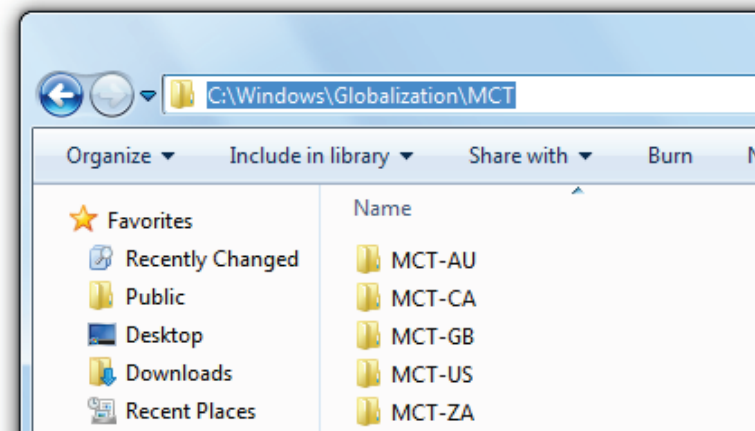 C:\Windows\Globalization\MCT
Organize Include in library Share with Burn
Favorites
Recently Changed
Public
Desktop
Downloads
Recent Places
Name
MCT-AU
MCT-CA
MCT-GB
MCT-US
MCT-ZA